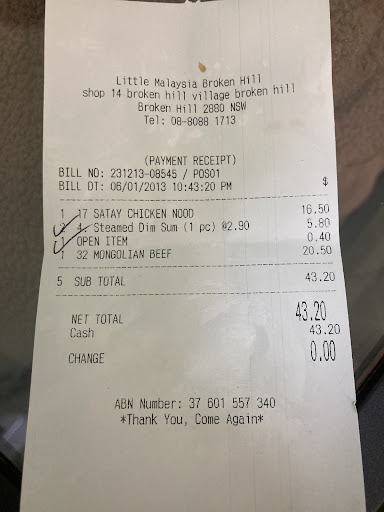 Little Malaysia Broken Hill
shop 14 broken hill village broken hill
Broken Hill 2880 NSW
Tel: 08-8088 1713
(PAYMENT RECEIPT)
BILL NO: 231213-08545 / POS01
BILL DT: 06/01/2013 10:43:20 PM $
1 17 SATAY CHICKEN NOOD 16.50
2 4. Steamed Dim Sum (1 pc) @2.90 5.80
1 OPEN ITEM 0.40
1 32 MONGOLIAN BEEF 20.50
5 SUB TOTAL 43.20
NET TOTAL 43.20
Cash 43.20
CHANGE 0.00
ABN Number: 37 601 557 340
*Thank You, Come Again*